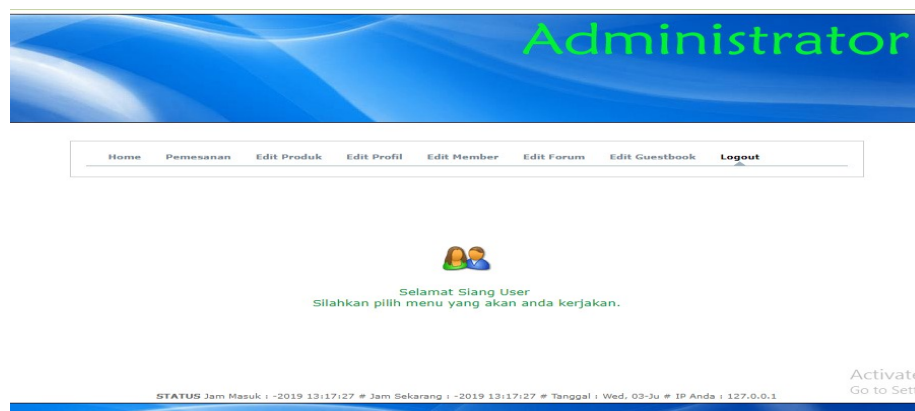 Administrator
Home Pemesanan Edit Produk Edit Profil Edit Member Edit Forum Edit Guestbook Logout
Selamat Siang User
Silahkan pilih menu yang akan anda kerjakan.
Activate
Go to Sett
STATUS Jam Masuk : -2019 13:17:27 # Jam Sekarang : -2019 13:17:27 # Tanggal : Wed, 03-Ju # IP Anda : 127.0.0.1